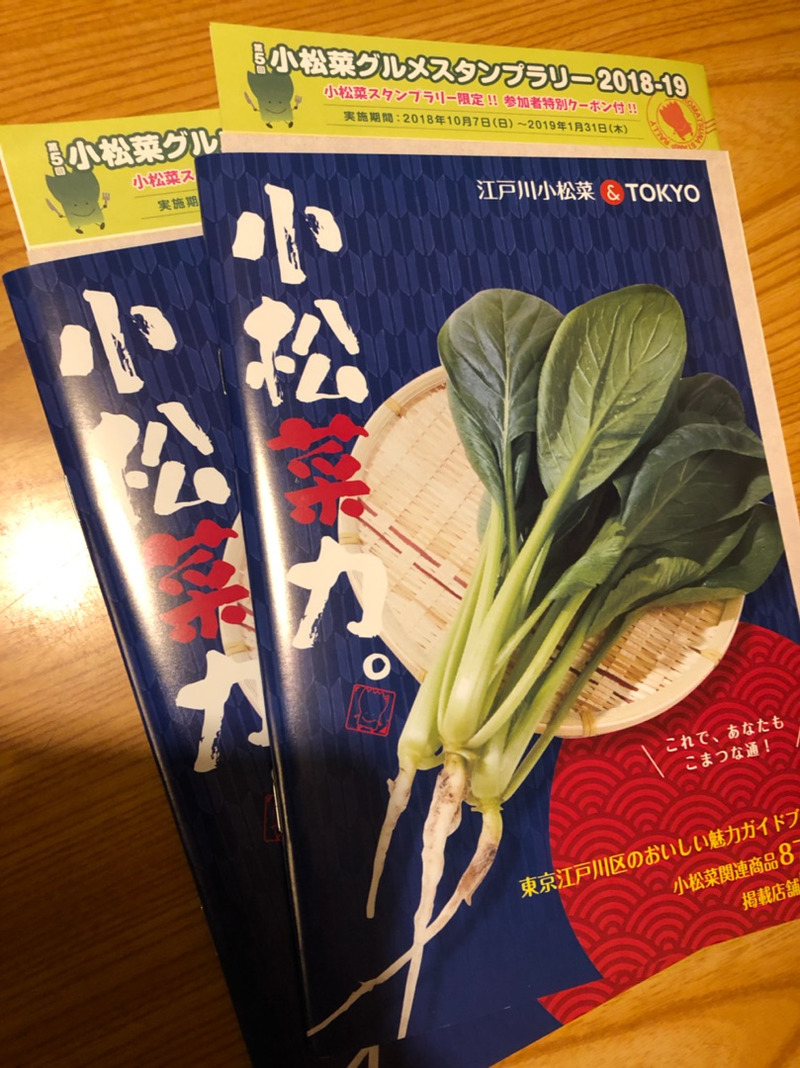 第5回 小松菜グルメスタンプラリー 2018-19
小松菜スタンプラリー限定!! 参加者特別クーポン付!!
実施期間:2018年10月7日(日)~2019年1月31日(木)
江戸川小松菜 & TOKYO
小松菜力。
これで、あなたも
こまつな通!
東京江戸川区のおいしい魅力ガイドブ
小松菜関連商品8
掲載店舗
第5回 小松菜グル
小松菜ス
実施期
小松菜力